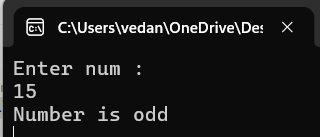 C:\Users\vedan\OneDrive\Des
Enter num :
15
Number is odd